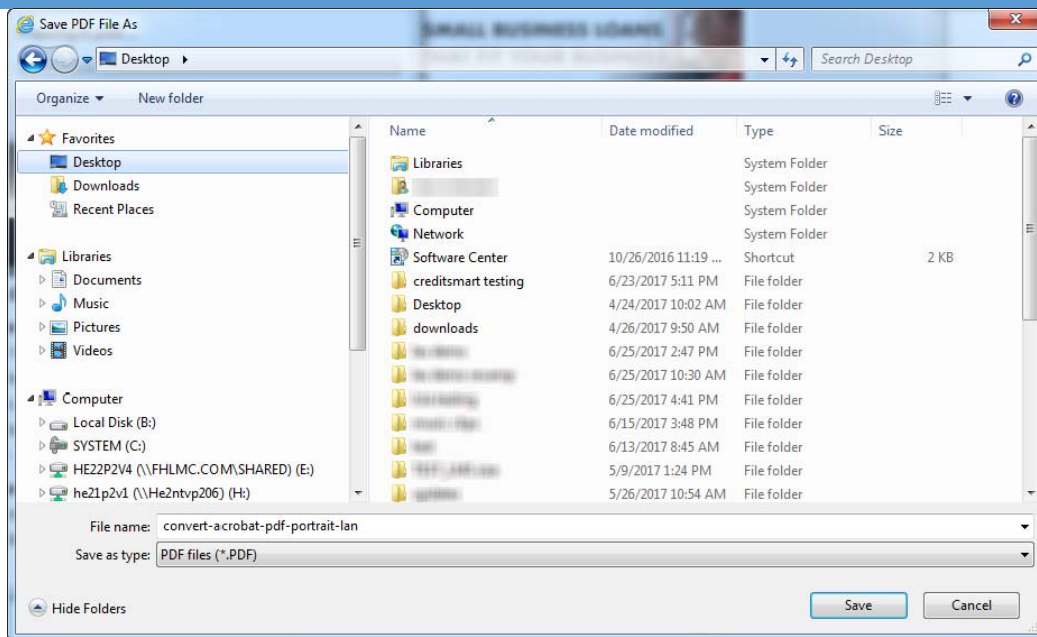 Save PDF File As
SMALL BUSINESS LOANS
Desktop
Search Desktop
Organize
New folder
Favorites
Desktop
Downloads
Recent Places
Libraries
Documents
Music
Pictures
Videos
Computer
Local Disk (B:)
SYSTEM (C:)
HE22P2V4 (\\FHLMC.COM\SHARED) (E:)
he21p2v1 (\\He2ntvp206) (H:)
Name Date modified Type Size
Libraries System Folder
System Folder
Computer System Folder
Network System Folder
Software Center 10/26/2016 11:19 ... Shortcut 2 KB
creditsmart testing 6/23/2017 5:11 PM File folder
Desktop 4/24/2017 10:02 AM File folder
downloads 4/26/2017 9:50 AM File folder
6/25/2017 2:47 PM File folder
6/25/2017 10:30 AM File folder
6/25/2017 4:41 PM File folder
6/15/2017 3:48 PM File folder
6/13/2017 8:45 AM File folder
5/9/2017 1:24 PM File folder
5/26/2017 10:54 AM File folder
File name: convert-acrobat-pdf-portrait-lan
Save as type: PDF files (*.PDF)
Hide Folders
Save
Cancel